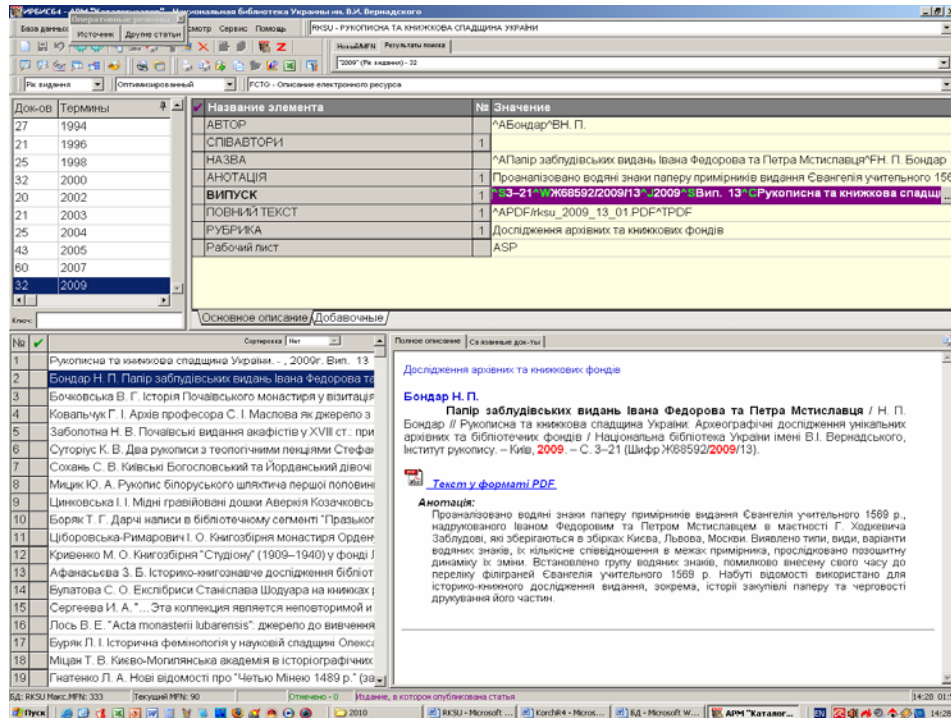 ИРБИС64 - АРМ "Каталогизатор" - Национальная библиотека Украины им. В.И. Вернадского
Оперативные режимы
Источник Другие статьи
База данных
смотр Сервис Помощь
RKSU - РУКОПИСНА ТА КНИЖКОВА СПАДЩИНА УКРАЇНИ
Новый MFN Результаты поиска
"2009" (Рік видання) - 32
Рік видання Оптимизированный FCTG - Описание електронного ресурса
Док-ов Термины
27 1994
21 1996
25 1998
32 2000
20 2002
21 2003
25 2004
43 2005
60 2007
32 2009
Ключ:
Название элемента № Значение
АВТОР ^AБондар^BН. П.
СПІВАВТОРИ 1
НАЗВА ^AПапір заблудівських видань Івана Федорова та Петра Мстиславця^FН. П. Бондар
АНОТАЦІЯ 1 Проаналізовано водяні знаки паперу примірників видання Євангелія учительного 156
ВИПУСК 1 ^S3–21^WЖ68592/2009/13^J2009^SВип. 13^CРукописна та книжкова спадщ ...
ПОВНИЙ ТЕКСТ 1 ^APDF/rksu_2009_13_01.PDF^TPDF
РУБРИКА 1 Дослідження архівних та книжкових фондів
Рабочий лист ASP
Основное описание Добавочные
№ Сортировка Нет
1 Рукописна та книжкова спадщина України. - , 2009г. Вип. 13
2 Бондар Н. П. Папір заблудівських видань Івана Федорова та
3 Бочковська В. Г. Історія Почаївського монастиря у візитація
4 Ковальчук Г. І. Архів професора С. І. Маслова як джерело з
5 Заболотна Н. В. Почаївські видання акафістів у XVIII ст.: при
6 Суторіус К. В. Два рукописи з теологічними лекціями Стефан
7 Сохань С. В. Київські Богословський та Йорданський дівочі
8 Мицик Ю. А. Рукопис білоруського шляхтича першої половин
9 Цинковська І. І. Мідні гравійовані дошки Аверкія Козачковсь
10 Боряк Т. Г. Дарчі написи в бібліотечному сегменті "Празьког
11 Ціборовська-Римарович І. О. Книгозбірня монастиря Ордену
12 Кривенко М. О. Книгозбірня "Студіону" (1909–1940) у фонді Л
13 Афанасьєва З. Б. Історико-книгознавче дослідження бібліот
14 Булатова С. О. Екслібриси Станіслава Шодуара на книжках р
15 Сергеева И. А. "...Эта коллекция является неповторимой и
16 Лось В. Е. "Acta monasterii lubarensis": джерело до вивчення
17 Буряк Л. І. Історична фемінологія у науковій спадщині Олекса
18 Міцан Т. В. Києво-Могилянська академія в історіографічних
19 Гнатенко Л. А. Нові відомості про "Четью Мінею 1489 р." (за
Полное описание Связанные док-ты
Дослідження архівних та книжкових фондів
Бондар Н. П.
Папір заблудівських видань Івана Федорова та Петра Мстиславця / Н. П.
Бондар // Рукописна та книжкова спадщина України: Археографічні дослідження унікальних
архівних та бібліотечних фондів / Національна бібліотека України імені В.І. Вернадського,
Інститут рукопису. – Київ, 2009. – С. 3–21 (Шифр Ж68592/2009/13).
Текст у форматі PDF
Анотація:
Проаналізовано водяні знаки паперу примірників видання Євангелія учительного 1569 р.,
надрукованого Іваном Федоровим та Петром Мстиславцем в маєтності Г. Ходкевича
Заблудові, які зберігаються в збірках Києва, Львова, Москви. Виявлено типи, види, варіанти
водяних знаків, їх кількісне співвідношення в межах примірника, прослідковано позошитну
динаміку їх зміни. Встановлено групу водяних знаків, помилково внесену свого часу до
переліку філіграней Євангелія учительного 1569 р. Набуті відомості використано для
історико-книжного дослідження видання, зокрема, історії закупівлі паперу та черговості
друкування його частин.
БД: RKSU Макс.MFN: 333 Текущий MFN: 90 Отмечено - 0 Издание, в котором опубликована статья 14:28 01:
Пуск 2010 RKSU - Microsoft ... KorchR4 - Micros... БД - Microsoft W... АРМ "Каталог... EN